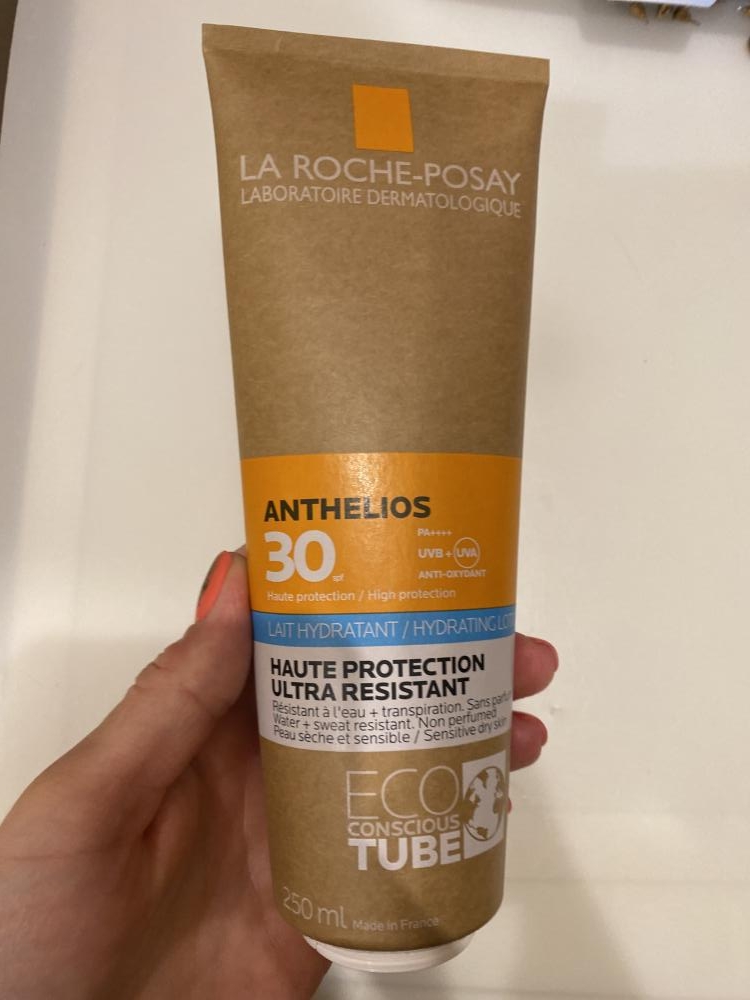 LA ROCHE-POSAY
LABORATOIRE DERMATOLOGIQUE
ANTHELIOS
30
spf
PA++++
UVB + UVA
ANTI-OXYDANT
Haute protection / High protection
LAIT HYDRATANT / HYDRATING
HAUTE PROTECTION
ULTRA RESISTANT
Résistant à l'eau + transpiration. Sans
Water + sweat resistant. Non perfumed
Peau sèche et sensible / Sensitive dry skin
ECO
CONSCIOUS
TUBE
250 ml Made in France